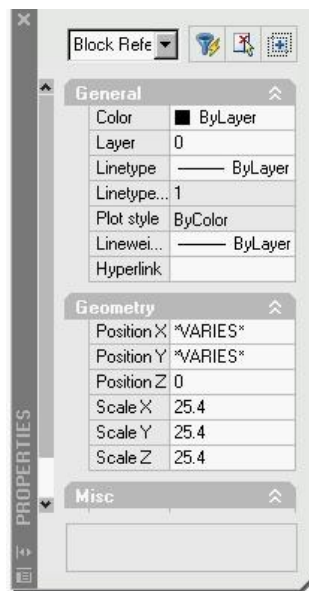 Block Refe
General
Color ByLayer
Layer 0
Linetype ByLayer
Linetype... 1
Plot style ByColor
Linewei... ByLayer
Hyperlink
Geometry
Position X *VARIES*
Position Y *VARIES*
Position Z 0
Scale X 25.4
Scale Y 25.4
Scale Z 25.4
Misc
PROPERTIES